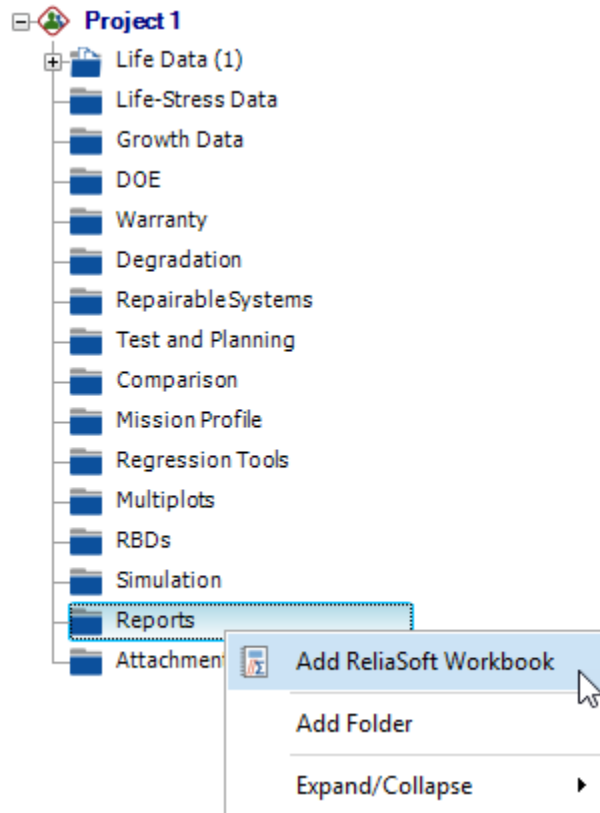 Project 1
Life Data (1)
Life-Stress Data
Growth Data
DOE
Warranty
Degradation
Repairable Systems
Test and Planning
Comparison
Mission Profile
Regression Tools
Multiplots
RBDs
Simulation
Reports
Attachment
Add ReliaSoft Workbook
Add Folder
Expand/Collapse